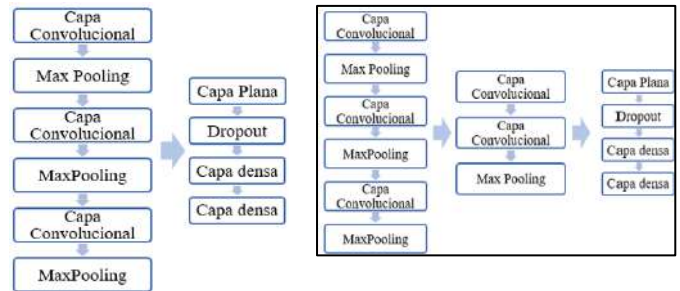 Capa
Convolucional
Max Pooling
Capa
Convolucional
MaxPooling
Capa
Convolucional
MaxPooling
Capa Plana
Dropout
Capa densa
Capa densa
Capa
Convolucional
Max Pooling
Capa
Convolucional
MaxPooling
Capa
Convolucional
MaxPooling
Capa
Convolucional
Capa
Convolucional
Max Pooling
Capa Plana
Dropout
Capa densa
Capa densa